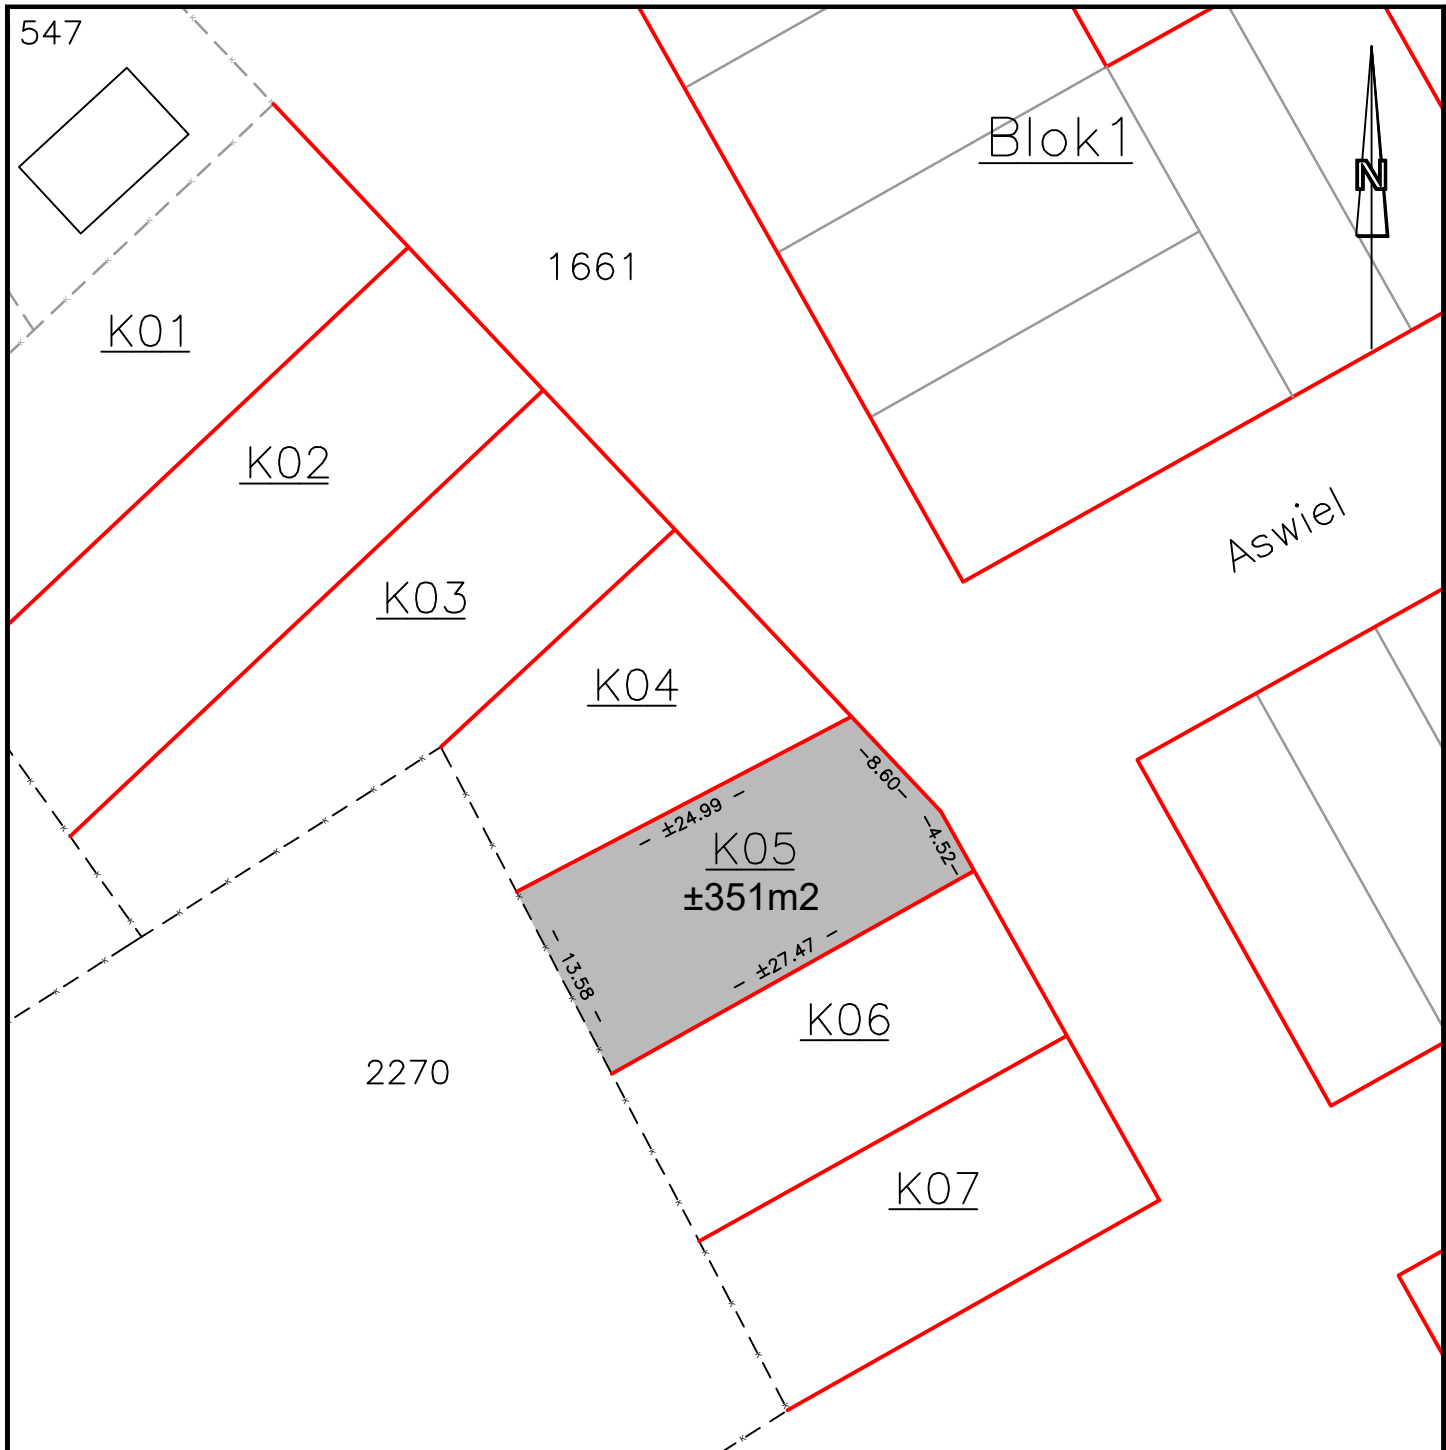 547
Blok1
N
1661
K01
K02
Aswiel
K03
K04
-8.60-
- ±24.99 -
-4.52-
K05
±351m2
- ±27.47 -
- 13.58 -
K06
2270
K07